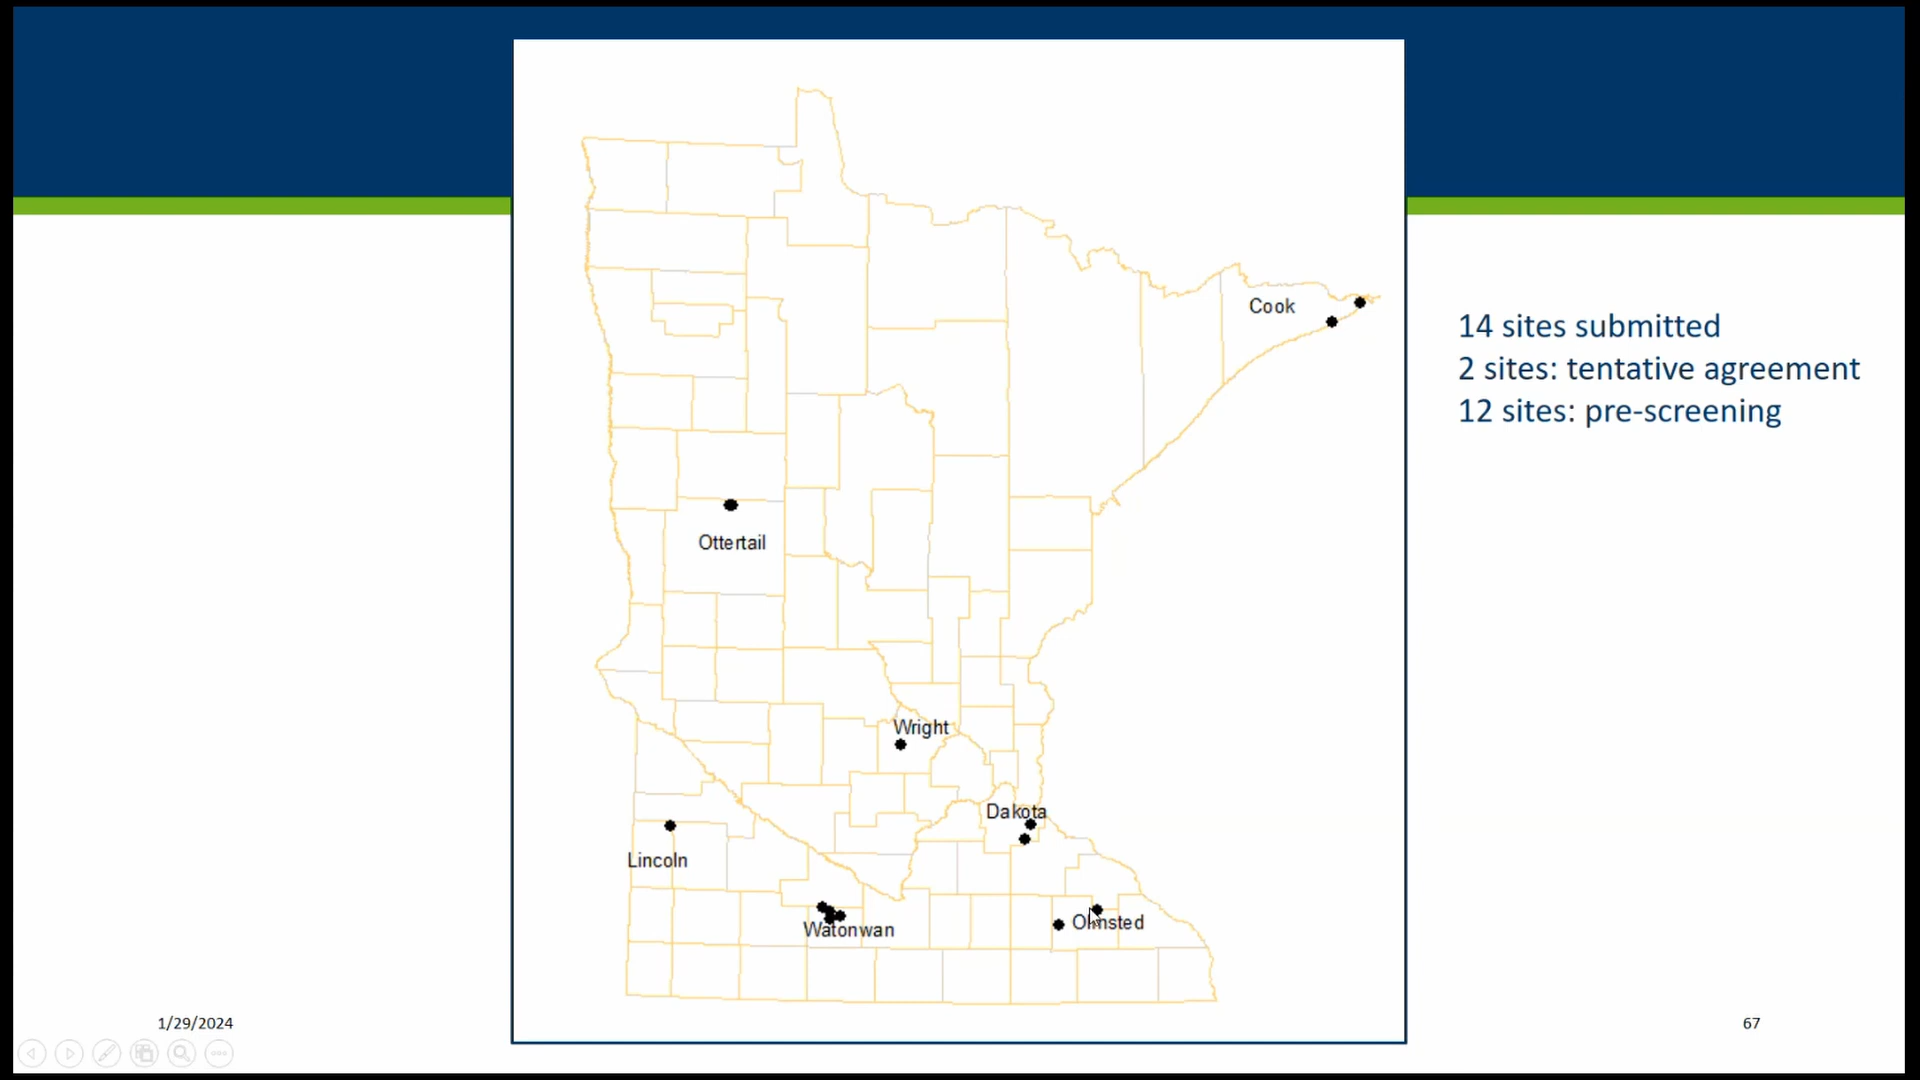 Cook
14 sites submitted
2 sites: tentative agreement
12 sites: pre-screening
Ottertail
Wright
Dakota
Lincoln
Olmsted
Watonwan
1/29/2024
67